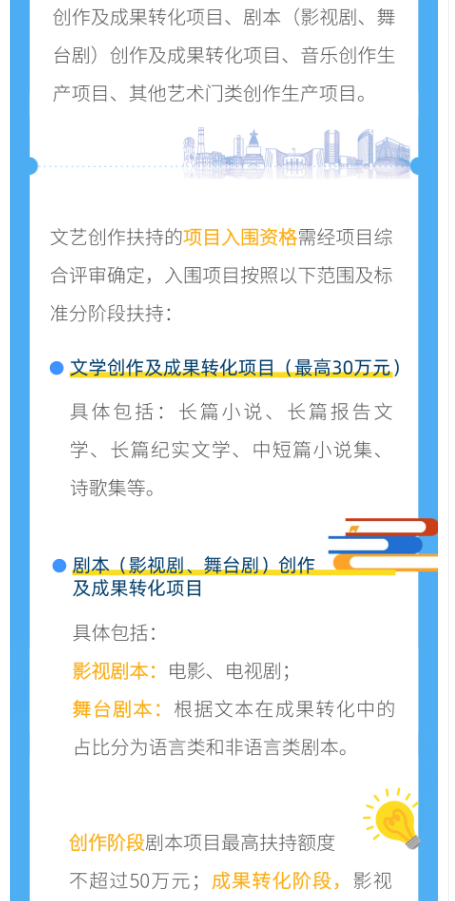 创作及成果转化项目、剧本（影视剧、舞
台剧）创作及成果转化项目、音乐创作生
产项目、其他艺术门类创作生产项目。
文艺创作扶持的项目入围资格需经项目综
合评审确定，入围项目按照以下范围及标
准分阶段扶持：
文学创作及成果转化项目（最高30万元）
具体包括：长篇小说、长篇报告文
学、长篇纪实文学、中短篇小说集、
诗歌集等。
剧本（影视剧、舞台剧）创作
及成果转化项目
具体包括：
影视剧本：电影、电视剧；
舞台剧本：根据文本在成果转化中的
占比分为语言类和非语言类剧本。
创作阶段剧本项目最高扶持额度
不超过50万元；成果转化阶段，影视